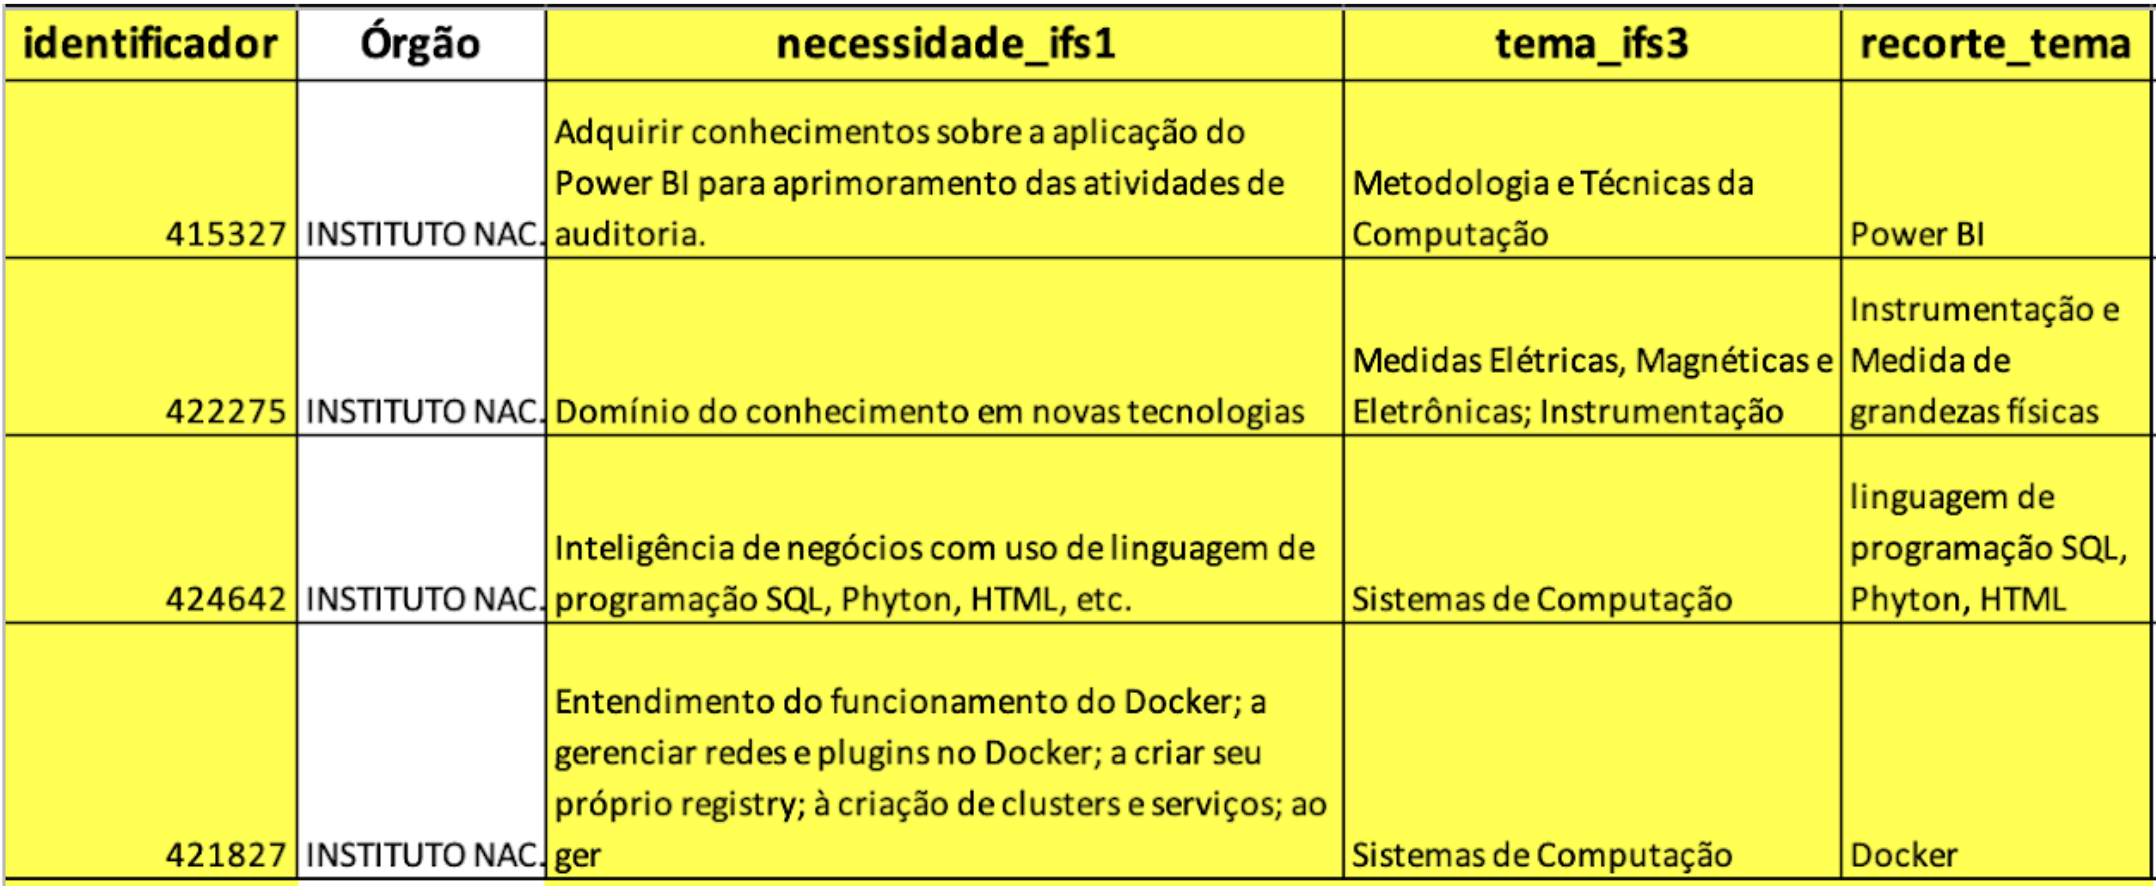 identificador Órgão necessidade_ifs1 tema_ifs3 recorte_tema
Adquirir conhecimentos sobre a aplicação do
Power BI para aprimoramento das atividades de Metodologia e Técnicas da
415327 INSTITUTO NAC. auditoria. Computação Power BI
Instrumentação e
Medidas Elétricas, Magnéticas e Medida de
422275 INSTITUTO NAC. Domínio do conhecimento em novas tecnologias Eletrônicas; Instrumentação grandezas físicas
linguagem de
Inteligência de negócios com uso de linguagem de programação SQL,
424642 INSTITUTO NAC. programação SQL, Phyton, HTML, etc. Sistemas de Computação Phyton, HTML
Entendimento do funcionamento do Docker; a
gerenciar redes e plugins no Docker; a criar seu
próprio registry; à criação de clusters e serviços; ao
421827 INSTITUTO NAC. ger Sistemas de Computação Docker